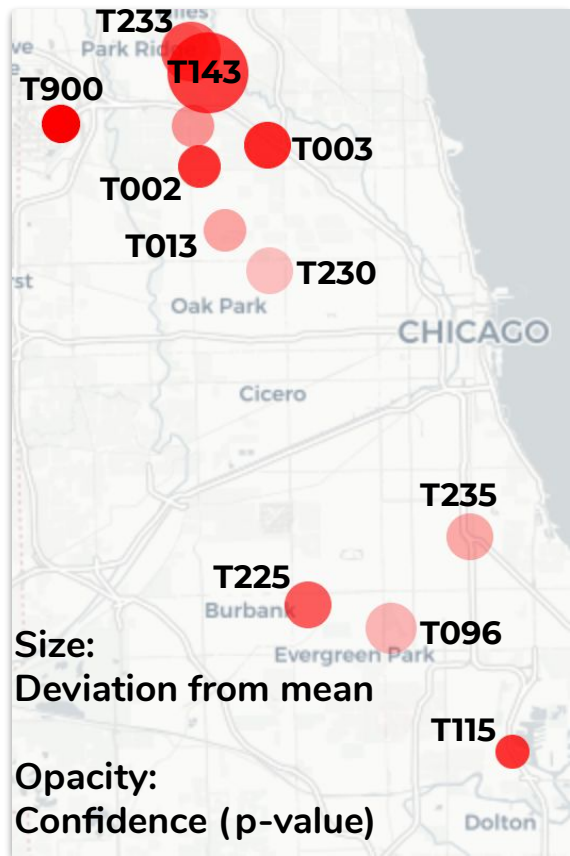 T233
Park Ridge
T143
T900
T003
T002
T013
T230
Oak Park
CHICAGO
Cicero
T235
T225
Burbank
T096
Evergreen Park
Size:
Deviation from mean
T115
Opacity:
Confidence (p-value)
Dolton